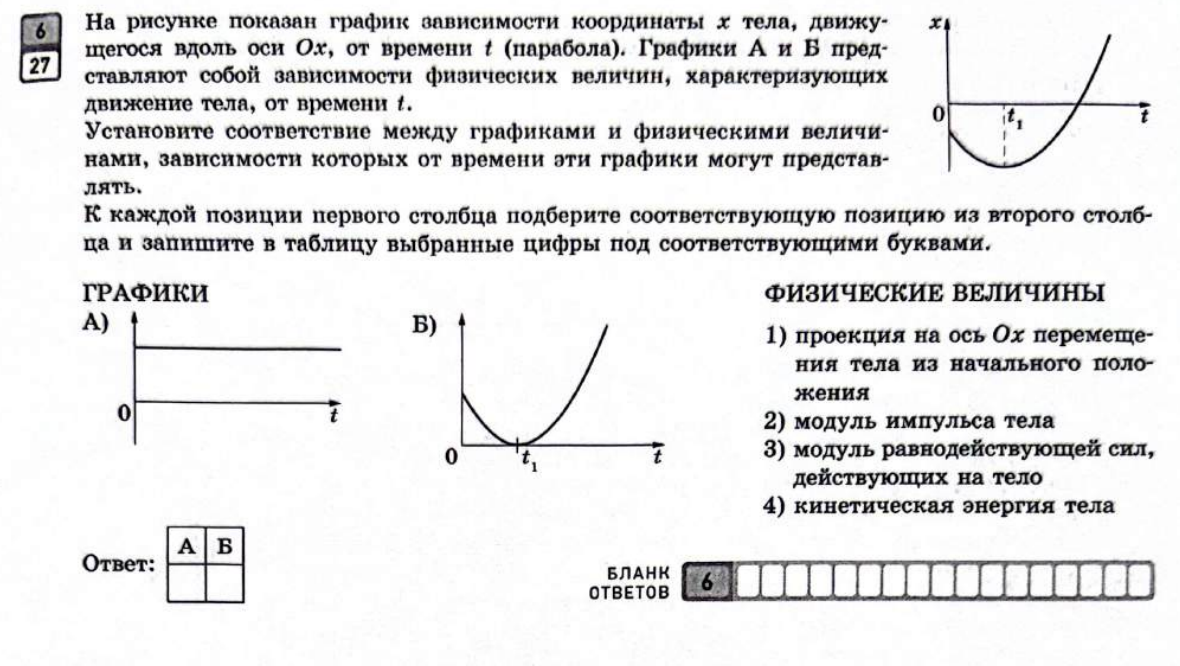 6
27
На рисунке показан график зависимости координаты x тела, движу-
щегося вдоль оси Ox, от времени t (парабола). Графики А и Б пред-
ставляют собой зависимости физических величин, характеризующих
движение тела, от времени t.
Установите соответствие между графиками и физическими величи-
нами, зависимости которых от времени эти графики могут представ-
лять.
К каждой позиции первого столбца подберите соответствующую позицию из второго столб-
ца и запишите в таблицу выбранные цифры под соответствующими буквами.
x
0
t₁
t
ГРАФИКИ
А)
0
t
Б)
0
t₁
t
ФИЗИЧЕСКИЕ ВЕЛИЧИНЫ
1) проекция на ось Ox перемеще-
ния тела из начального поло-
жения
2) модуль импульса тела
3) модуль равнодействующей сил,
действующих на тело
4) кинетическая энергия тела
Ответ:
А Б
БЛАНК
ОТВЕТОВ
6